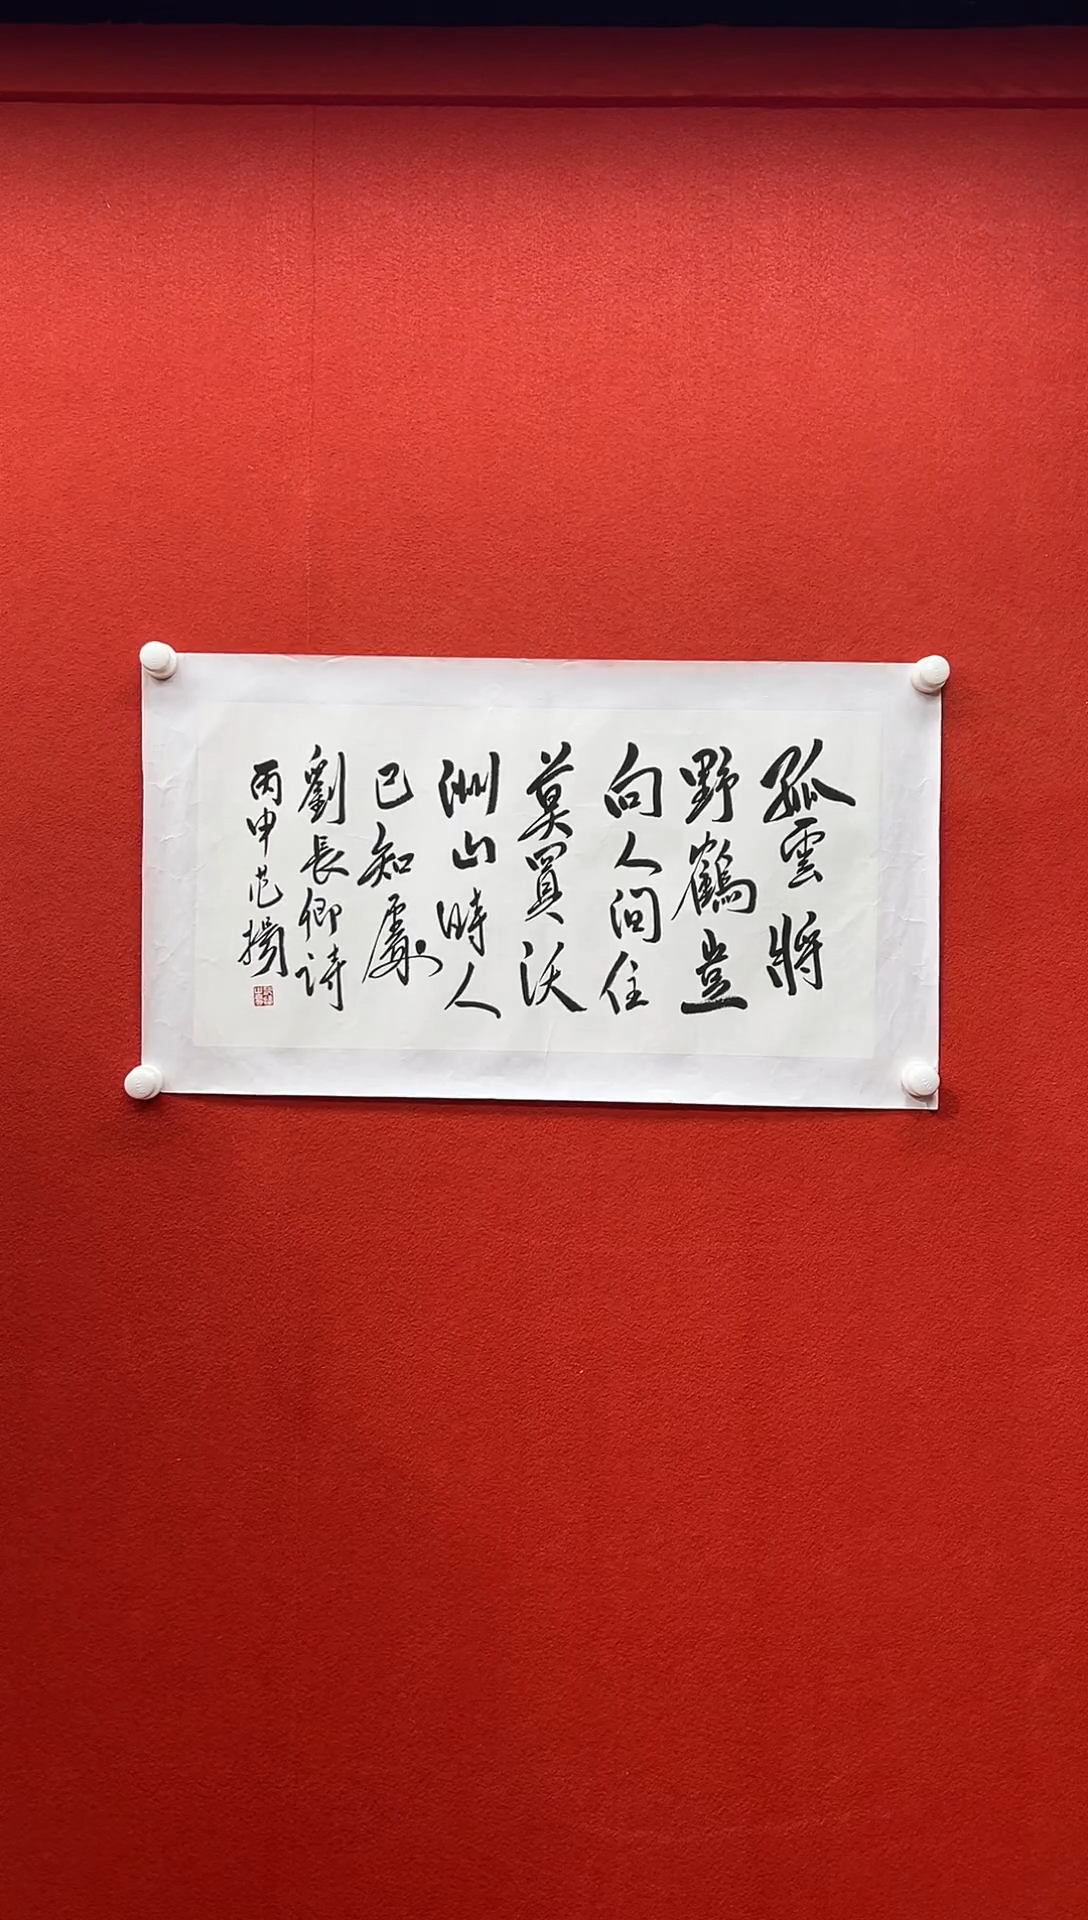 孤雲將
野鶴豈
向人間住
莫買沃
洲山時人
已知處
劉長卿詩
丙申范揚